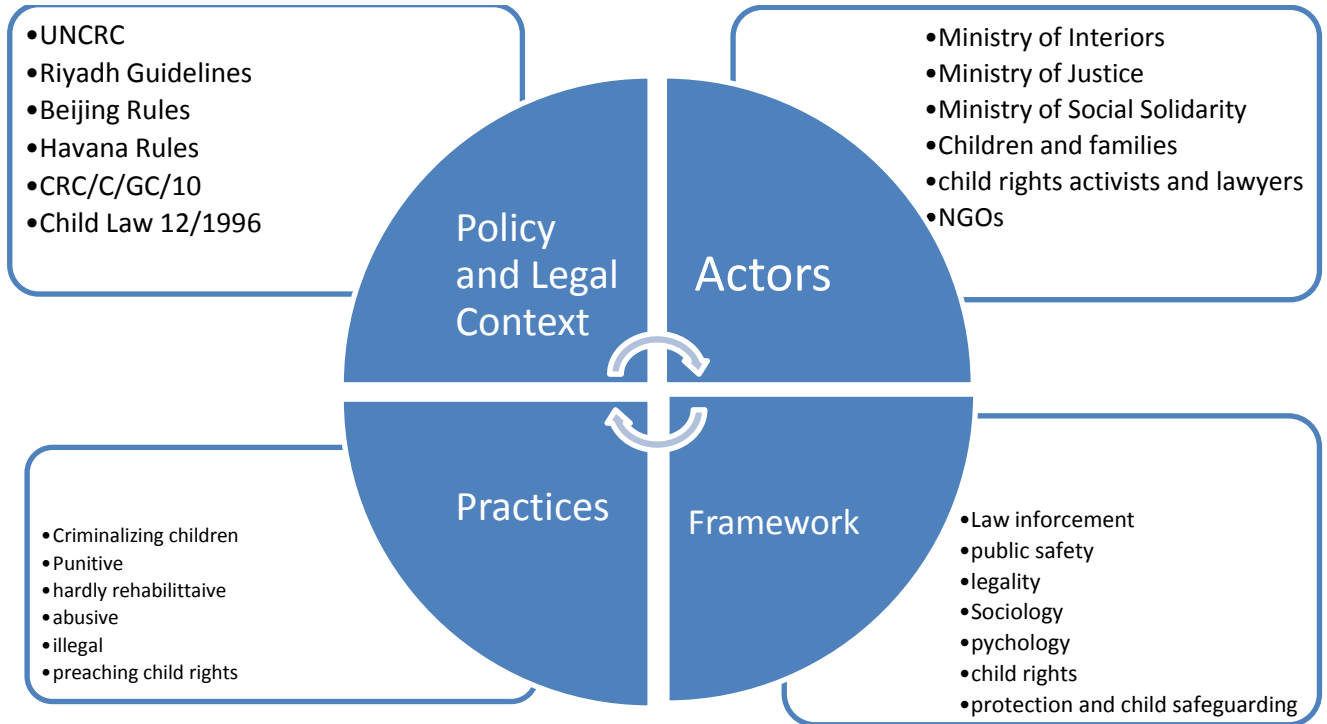 •UNCRC
•Riyadh Guidelines
•Beijing Rules
•Havana Rules
•CRC/C/GC/10
•Child Law 12/1996
Policy
and Legal
Context
•Ministry of Interiors
•Ministry of Justice
•Ministry of Social Solidarity
•Children and families
•child rights activists and lawyers
•NGOs
Actors
Practices
•Criminalizing children
•Punitive
•hardly rehabilittaive
•abusive
•illegal
•preaching child rights
Framework
•Law inforcement
•public safety
•legality
•Sociology
•pychology
•child rights
•protection and child safeguarding